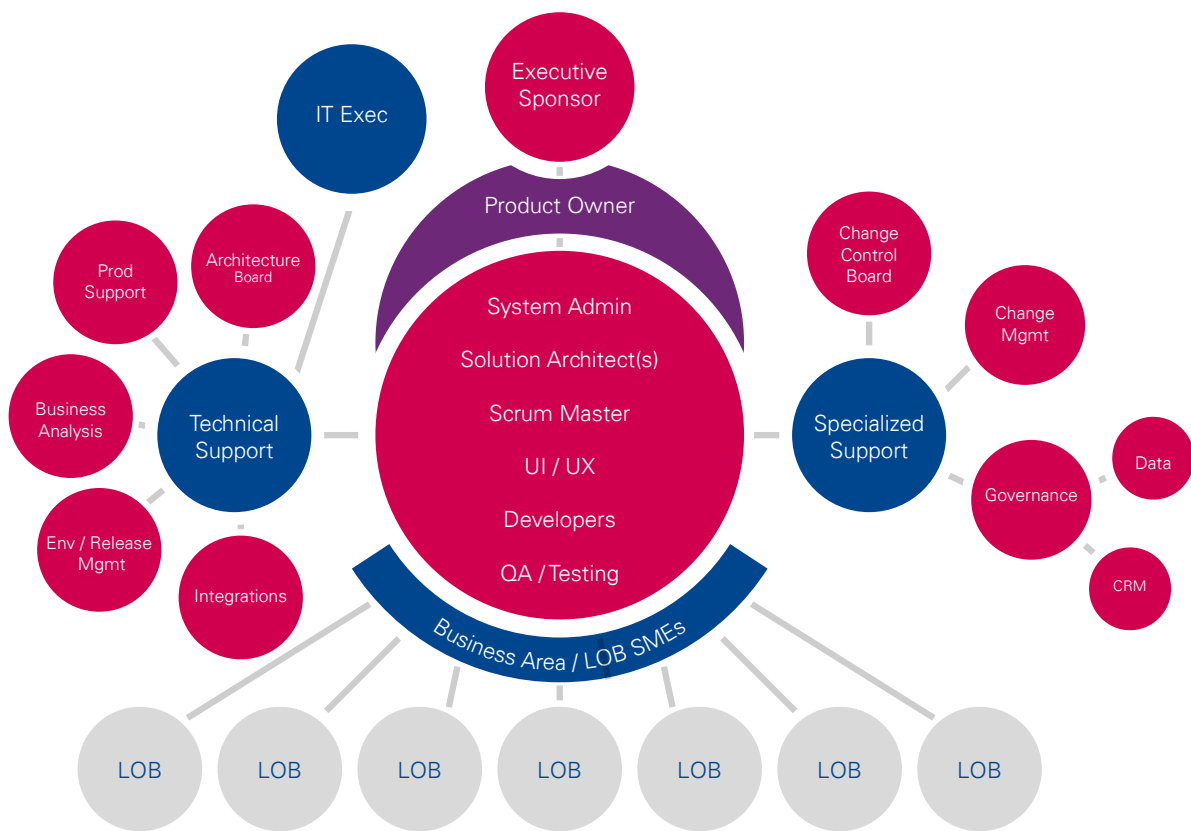 Executive
Sponsor
IT Exec
Product Owner
Prod
Support
Architecture
Board
Business
Analysis
Technical
Support
Env / Release
Mgmt
Integrations
System Admin
Solution Architect(s)
Scrum Master
UI / UX
Developers
QA / Testing
Change
Control
Board
Change
Mgmt
Specialized
Support
Governance
Data
CRM
Business Area / LOB SMEs
LOB
LOB
LOB
LOB
LOB
LOB
LOB